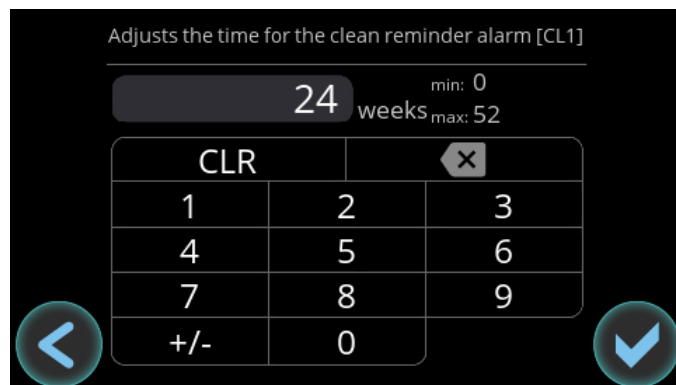 Adjusts the time for the clean reminder alarm [CL1]
24 weeks min: 0
max: 52
CLR
1 2 3
4 5 6
7 8 9
+/- 0